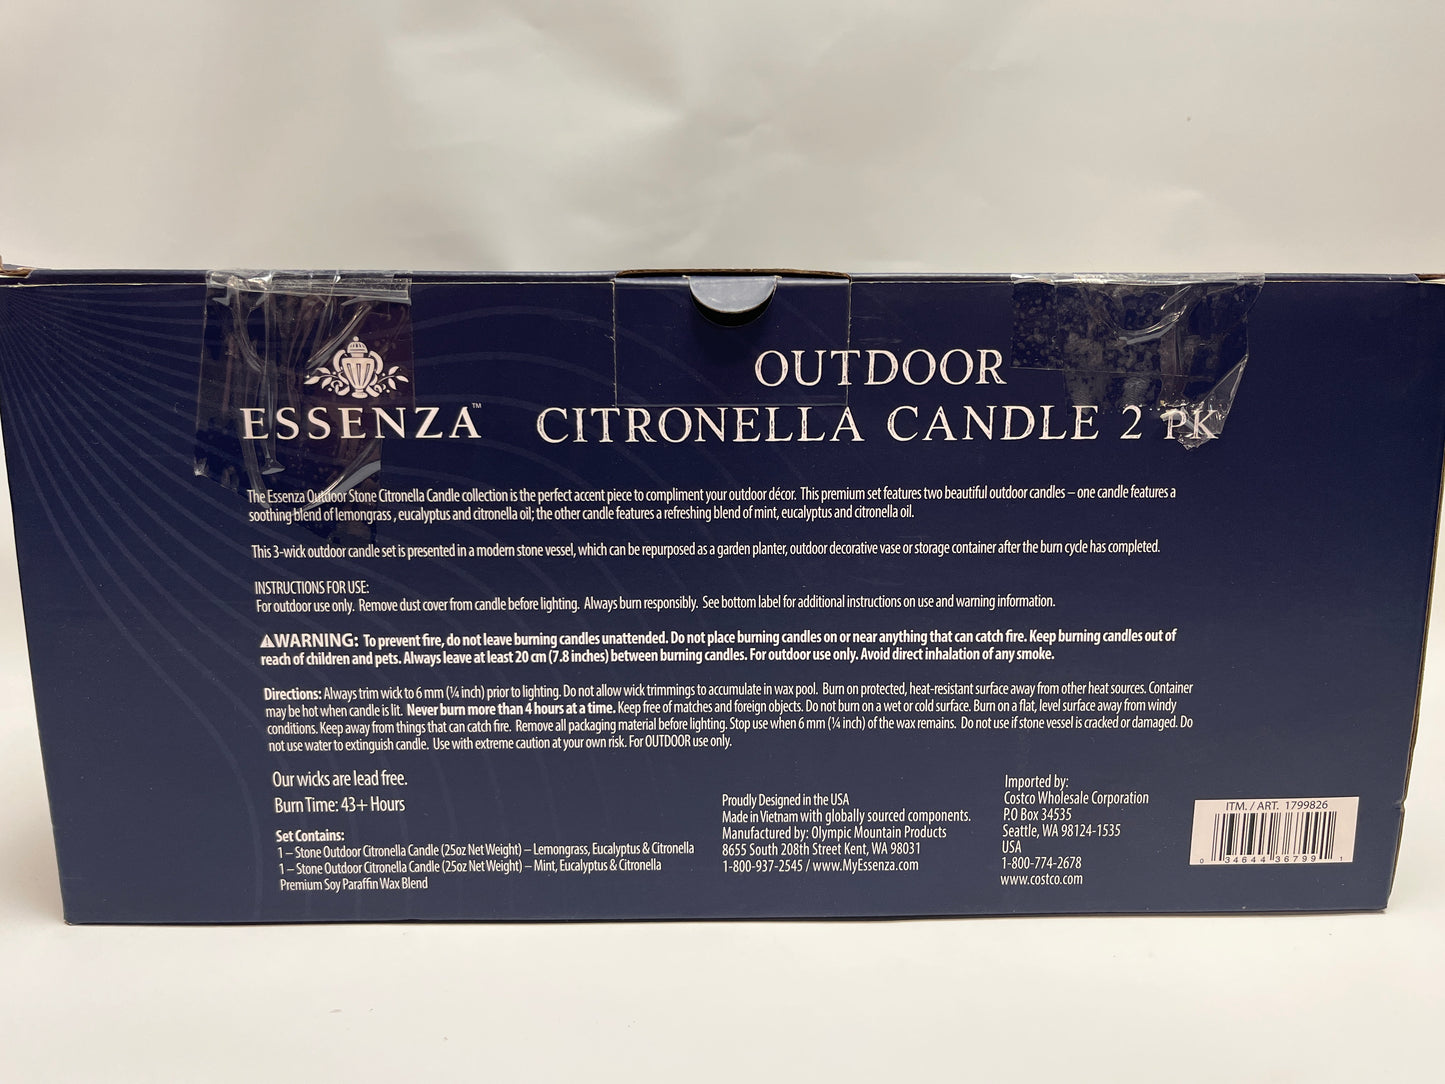 ESSENZA™
OUTDOOR
CITRONELLA CANDLE 2 PK
The Essenza Outdoor Stone Citronella Candle collection is the perfect accent piece to compliment your outdoor décor. This premium set features two beautiful outdoor candles – one candle features a
soothing blend of lemongrass , eucalyptus and citronella oil; the other candle features a refreshing blend of mint, eucalyptus and citronella oil.
This 3-wick outdoor candle set is presented in a modern stone vessel, which can be repurposed as a garden planter, outdoor decorative vase or storage container after the burn cycle has completed.
INSTRUCTIONS FOR USE:
For outdoor use only. Remove dust cover from candle before lighting. Always burn responsibly. See bottom label for additional instructions on use and warning information.
⚠WARNING: To prevent fire, do not leave burning candles unattended. Do not place burning candles on or near anything that can catch fire. Keep burning candles out of
reach of children and pets. Always leave at least 20 cm (7.8 inches) between burning candles. For outdoor use only. Avoid direct inhalation of any smoke.
Directions: Always trim wick to 6 mm (¼ inch) prior to lighting. Do not allow wick trimmings to accumulate in wax pool. Burn on protected, heat-resistant surface away from other heat sources. Container
may be hot when candle is lit. Never burn more than 4 hours at a time. Keep free of matches and foreign objects. Do not burn on a wet or cold surface. Burn on a flat, level surface away from windy
conditions. Keep away from things that can catch fire. Remove all packaging material before lighting. Stop use when 6 mm (¼ inch) of the wax remains. Do not use if stone vessel is cracked or damaged. Do
not use water to extinguish candle. Use with extreme caution at your own risk. For OUTDOOR use only.
Our wicks are lead free.
Burn Time: 43+ Hours
Set Contains:
1 – Stone Outdoor Citronella Candle (25oz Net Weight) – Lemongrass, Eucalyptus & Citronella
1 – Stone Outdoor Citronella Candle (25oz Net Weight) – Mint, Eucalyptus & Citronella
Premium Soy Paraffin Wax Blend
Proudly Designed in the USA
Made in Vietnam with globally sourced components.
Manufactured by: Olympic Mountain Products
8655 South 208th Street Kent, WA 98031
1-800-937-2545 / www.MyEssenza.com
Imported by:
Costco Wholesale Corporation
P.O Box 34535
Seattle, WA 98124-1535
USA
1-800-774-2678
www.costco.com
ITM. / ART. 1799826
0 34644 36799 1